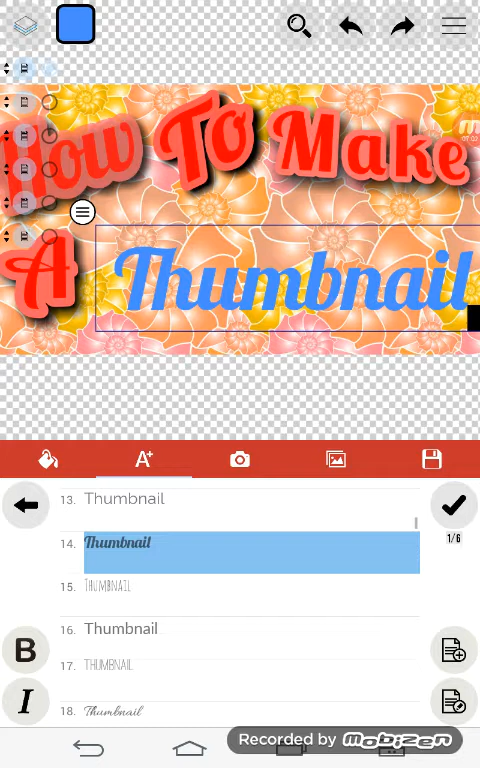 How To Make
A Thumbnail
A+
13. Thumbnail
14. Thumbnail
1/6
15. THUMBNAIL
16. Thumbnail
B
17. THUMBNAIL
I
18. Thumbnail
Recorded by MOBIZEN